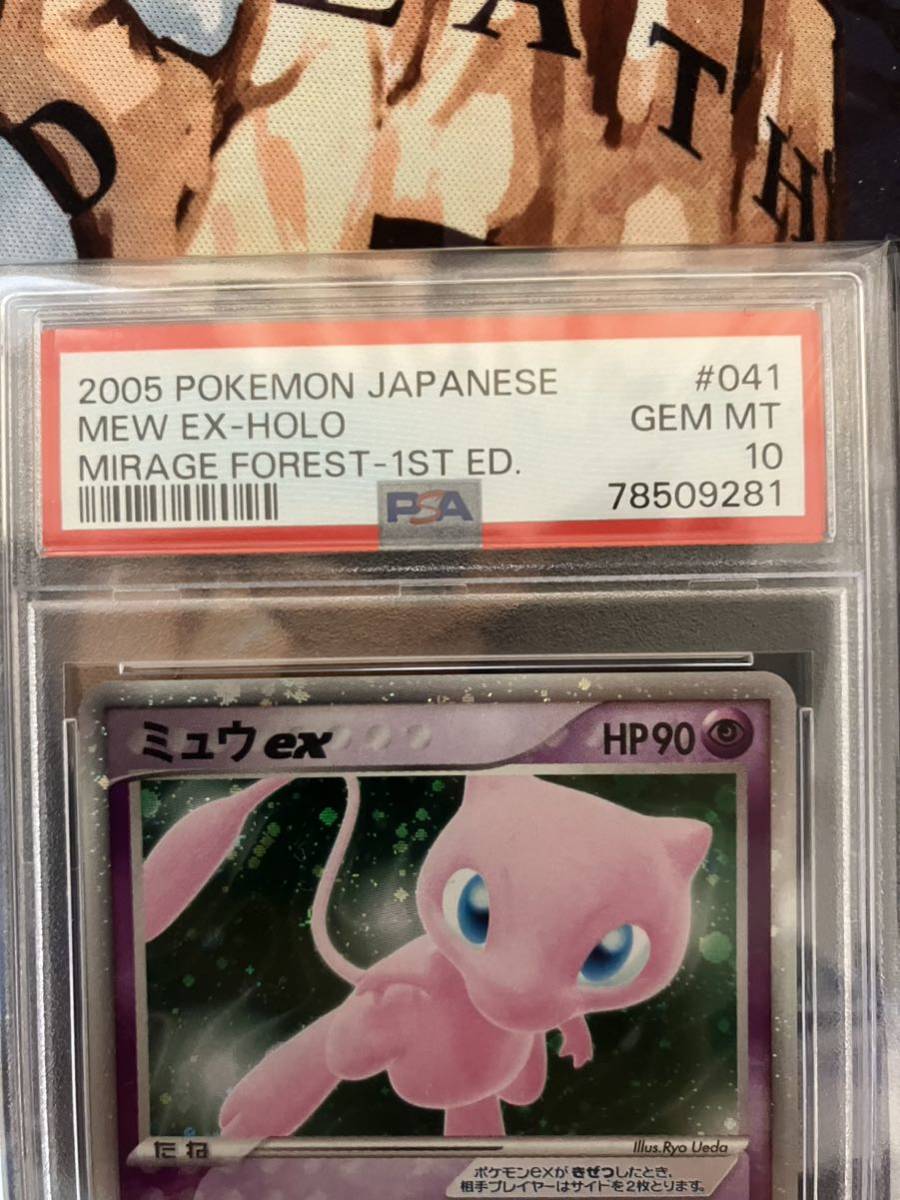 DEATH
2005 POKEMON JAPANESE #041
MEW EX-HOLO GEM MT
MIRAGE FOREST-1ST ED. 10
PSA 78509281
ミュウex HP90
たね Illus.Ryo Ueda
ポケモンexが きぜつしたとき、
相手プレイヤーはサイドを2枚とります。